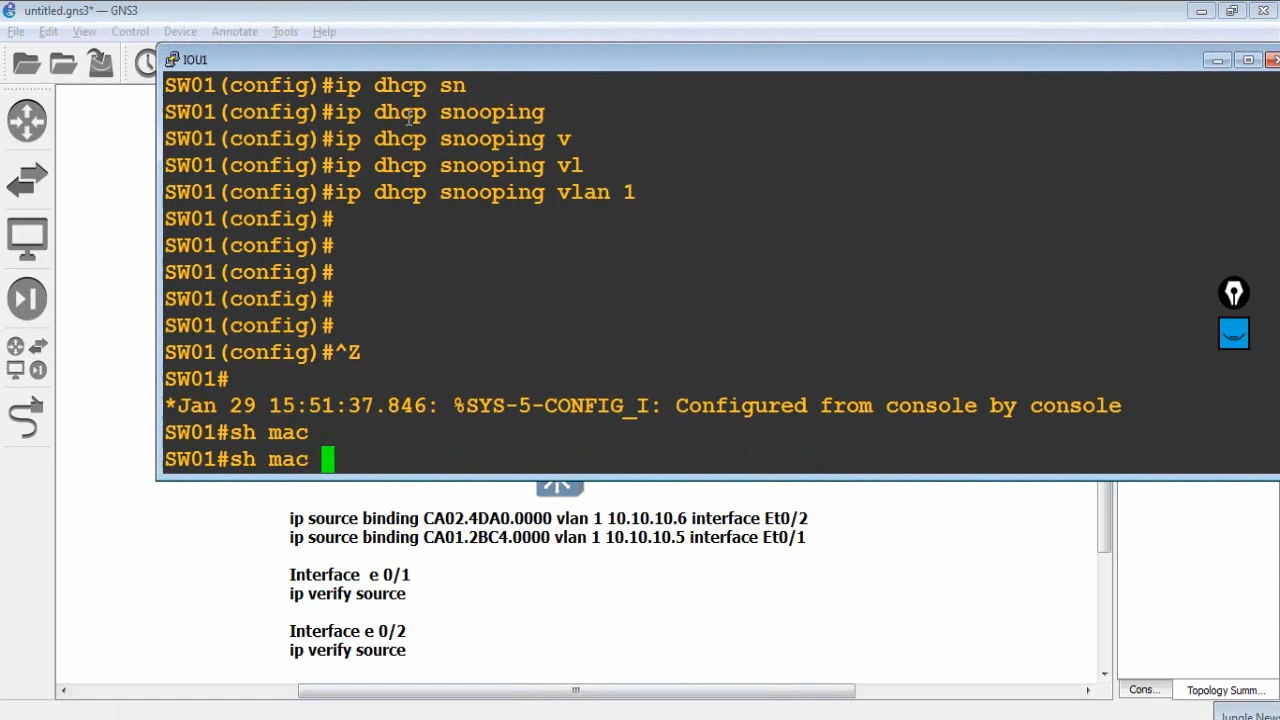 untitled.gns3* — GNS3
File Edit View Control Device Annotate Tools Help
IOU1
SW01(config)#ip dhcp sn
SW01(config)#ip dhcp snooping
SW01(config)#ip dhcp snooping v
SW01(config)#ip dhcp snooping vl
SW01(config)#ip dhcp snooping vlan 1
SW01(config)#
SW01(config)#
SW01(config)#
SW01(config)#
SW01(config)#
SW01(config)#^Z
SW01#
*Jan 29 15:51:37.846: %SYS-5-CONFIG_I: Configured from console by console
SW01#sh mac
SW01#sh mac
ip source binding CA02.4DA0.0000 vlan 1 10.10.10.6 interface Et0/2
ip source binding CA01.2BC4.0000 vlan 1 10.10.10.5 interface Et0/1
Interface e 0/1
ip verify source
Interface e 0/2
ip verify source
Cons... Topology Summ...
Jungle New